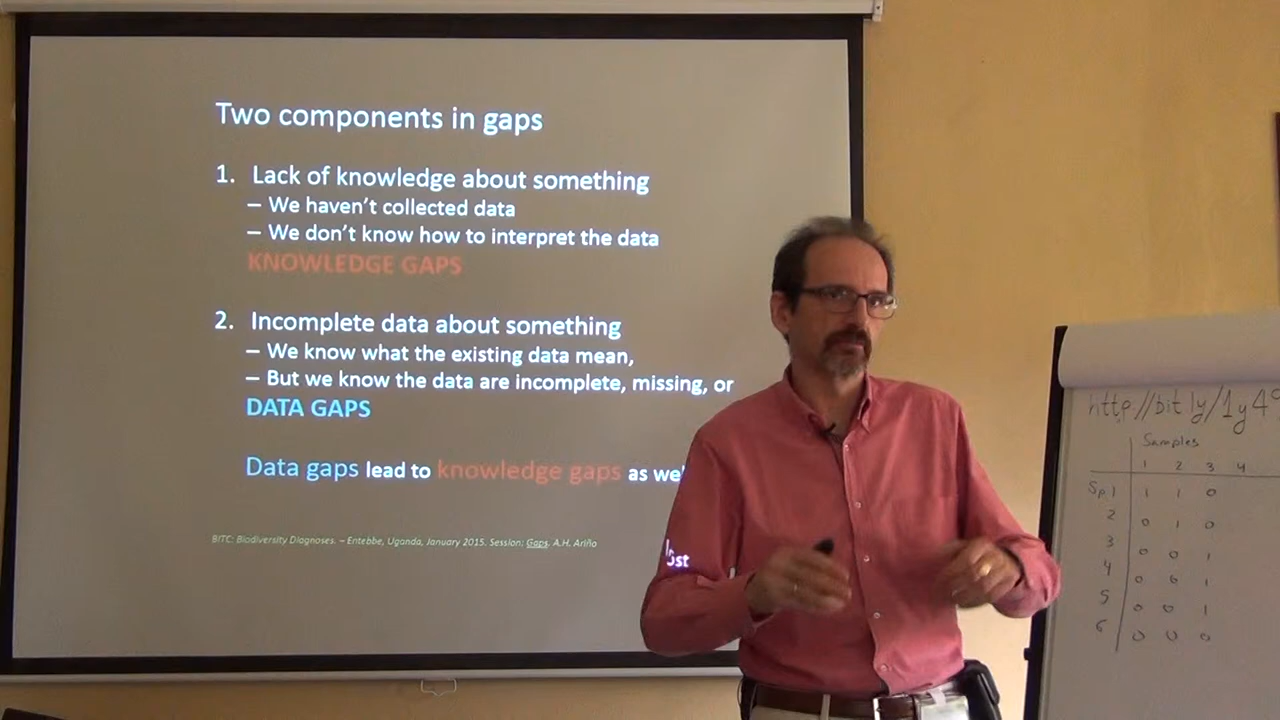 Two components in gaps
1. Lack of knowledge about something
– We haven't collected data
– We don't know how to interpret the data
KNOWLEDGE GAPS
2. Incomplete data about something
– We know what the existing data mean,
– But we know the data are incomplete, missing, or
lost
DATA GAPS
Data gaps lead to knowledge gaps as we
BITC: Biodiversity Diagnoses. – Entebbe, Uganda, January 2015. Session: Gaps. A.H. Ariño
http://bit.ly/1y4
Samples
1 2 3 4
Sp. 1 1 1 0
2 0 1 0
3 0 0 1
4 0 0 1
5 0 0 1
6 0 0 0